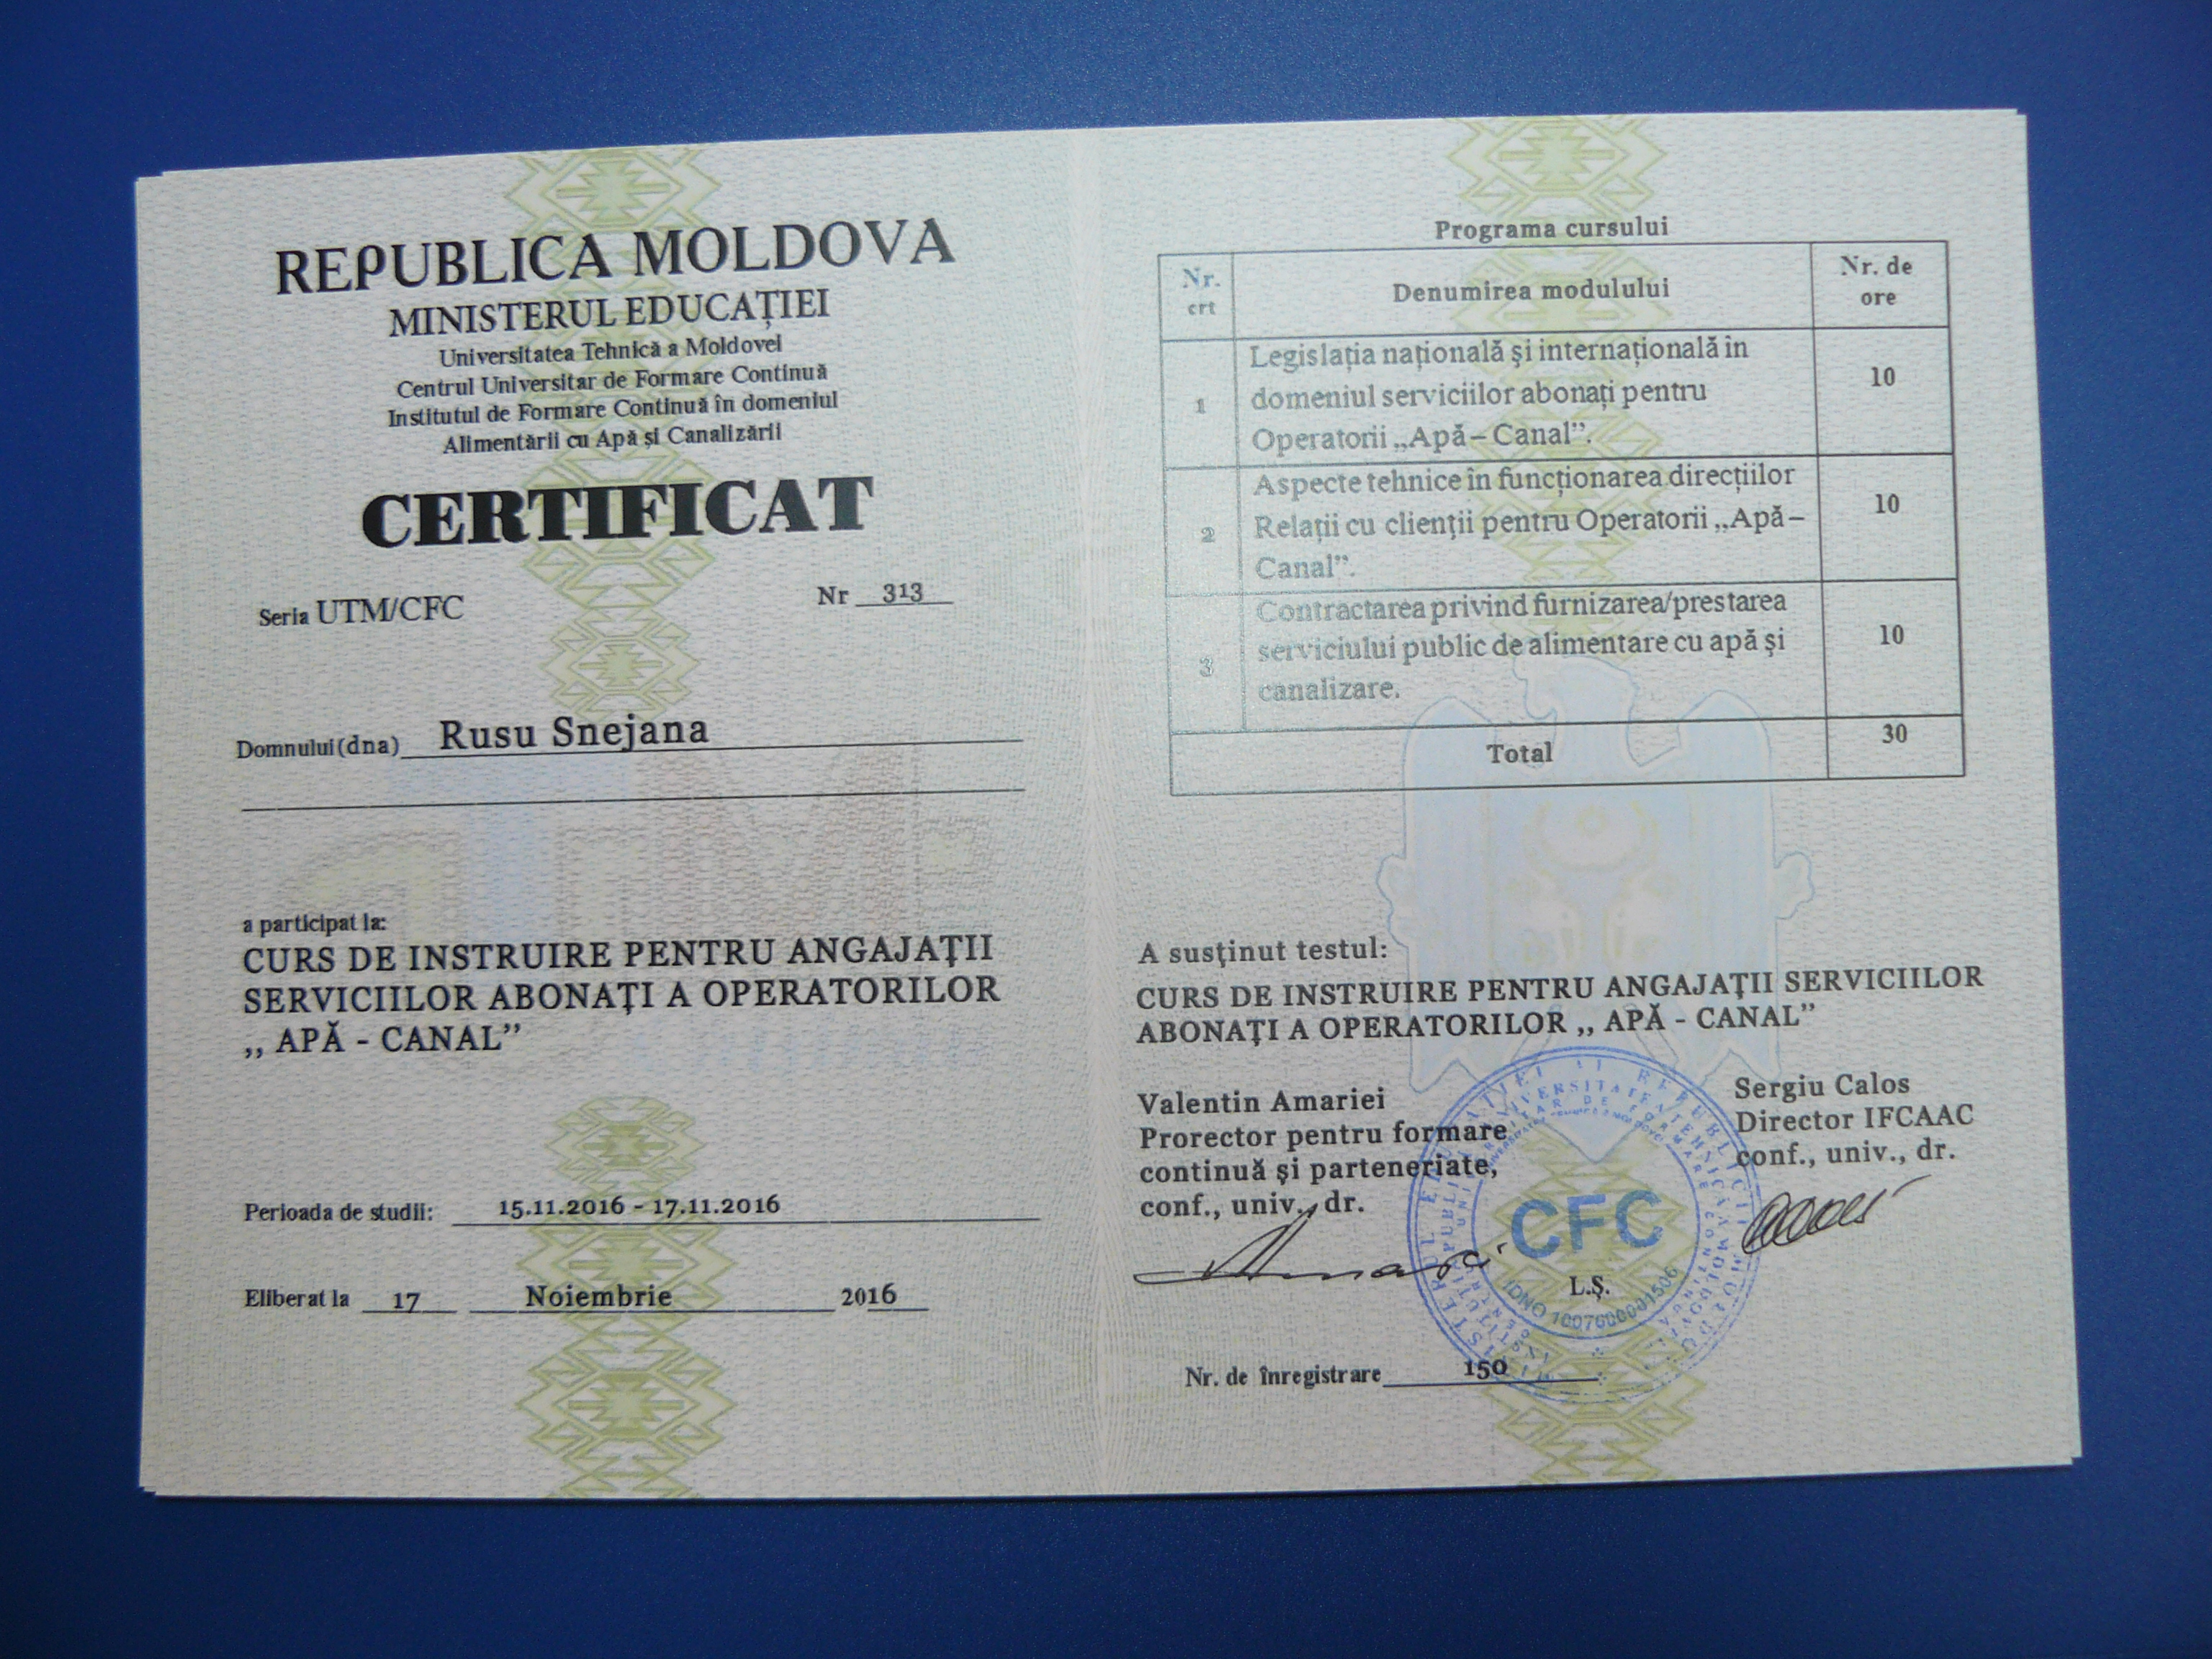 REPUBLICA MOLDOVA
MINISTERUL EDUCAȚIEI
Universitatea Tehnică a Moldovei
Centrul Universitar de Formare Continuă
Institutul de Formare Continuă în domeniul
Alimentării cu Apă și Canalizării
CERTIFICAT
Seria UTM/CFC
Nr 313
Domnului(dna) Rusu Snejana
a participat la:
CURS DE INSTRUIRE PENTRU ANGAJAȚII
SERVICIILOR ABONAȚI A OPERATORILOR
,, APĂ - CANAL”
Perioada de studii: 15.11.2016 - 17.11.2016
Eliberat la 17 Noiembrie 2016
Programa cursului
Nr. crt
Denumirea modulului
Nr. de ore
1
Legislația națională și internațională în
domeniul serviciilor abonați pentru
Operatorii „Apă – Canal”.
10
2
Aspecte tehnice în funcționarea direcțiilor
Relații cu clienții pentru Operatorii „Apă –
Canal”.
10
3
Contractarea privind furnizarea/prestarea
serviciului public de alimentare cu apă și
canalizare.
10
Total
30
A susținut testul:
CURS DE INSTRUIRE PENTRU ANGAJAȚII SERVICIILOR
ABONAȚI A OPERATORILOR ,, APĂ - CANAL”
Valentin Amariei
Prorector pentru formare
continuă și parteneriate,
conf., univ., dr.
Sergiu Calos
Director IFCAAC
conf., univ., dr.
CFC
L.Ș.
Nr. de înregistrare 150